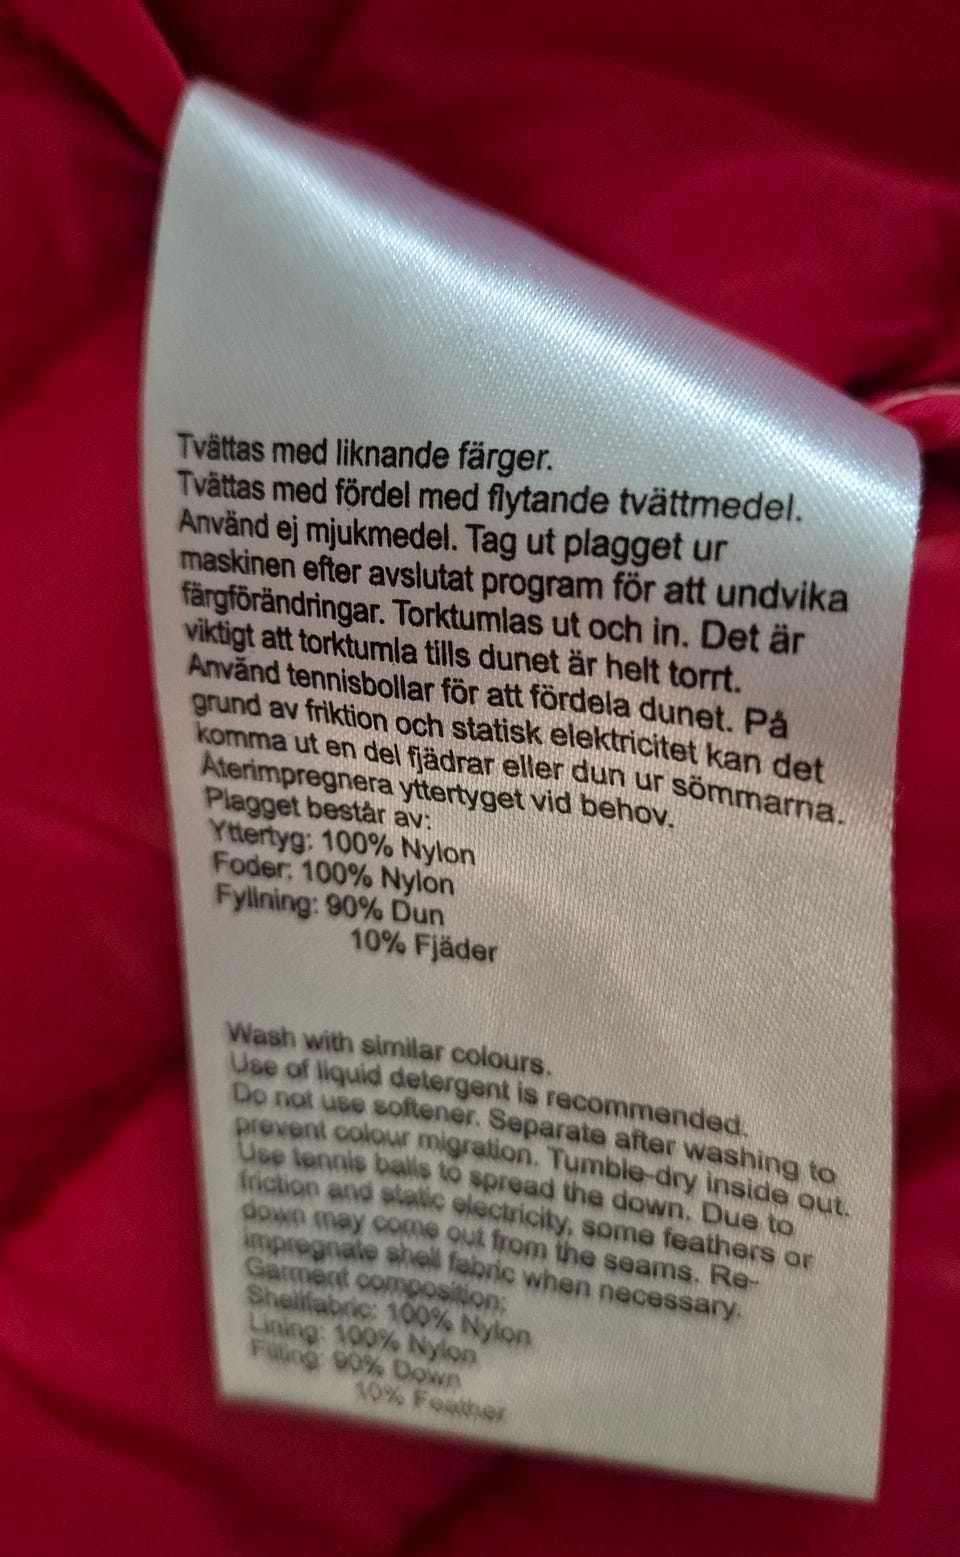 Tvättas med liknande färger.
Tvättas med fördel med flytande tvättmedel.
Använd ej mjukmedel. Tag ut plagget ur
maskinen efter avslutat program för att undvika
färgförändringar. Torktumlas ut och in. Det är
viktigt att torktumla tills dunet är helt torrt.
Använd tennisbollar för att fördela dunet. På
grund av friktion och statisk elektricitet kan det
komma ut en del fjädrar eller dun ur sömmarna.
Återimpregnera yttertyget vid behov.
Plagget består av:
Yttertyg: 100% Nylon
Foder: 100% Nylon
Fyllning: 90% Dun
10% Fjäder
Wash with similar colours.
Use of liquid detergent is recommended.
Do not use softener. Separate after washing to
prevent colour migration. Tumble-dry inside out.
Use tennis balls to spread the down. Due to
friction and static electricity, some feathers or
down may come out from the seams. Re-
impregnate shell fabric when necessary.
Garment composition:
Shellfabric: 100% Nylon
Lining: 100% Nylon
Filling: 90% Down
10% Feather